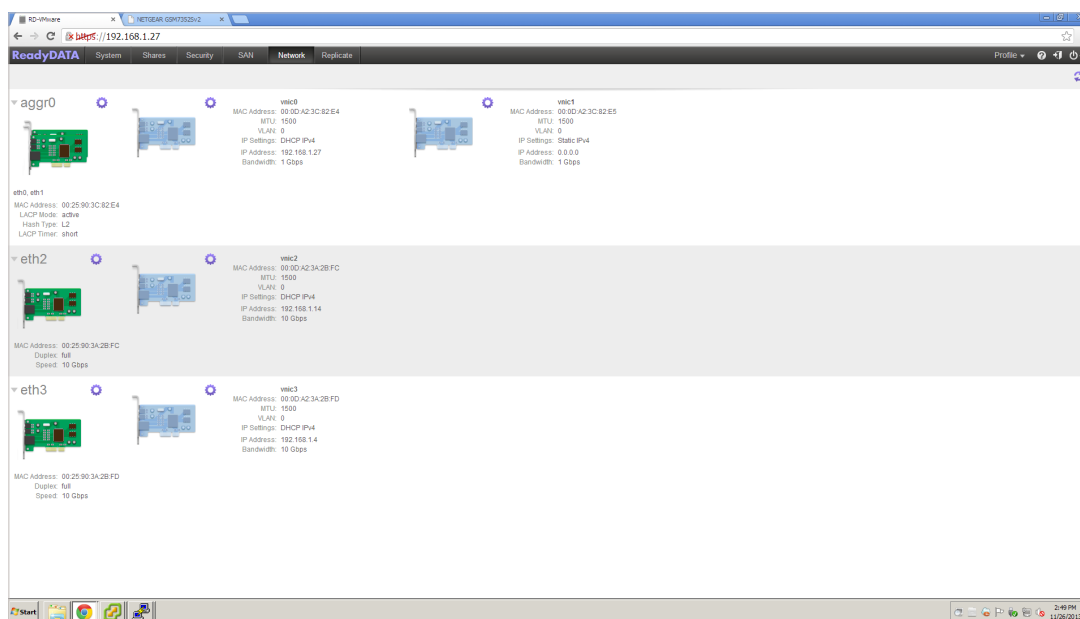 RD-VMware
NETGEAR GSM7352Sv2
https://192.168.1.27
ReadyDATA System Shares Security SAN Network Replicate Profile
aggr0
vnic0
MAC Address: 00:0D:A2:3C:82:E4
MTU: 1500
VLAN: 0
IP Settings: DHCP IPv4
IP Address: 192.168.1.27
Bandwidth: 1 Gbps
vnic1
MAC Address: 00:0D:A2:3C:82:E5
MTU: 1500
VLAN: 0
IP Settings: Static IPv4
IP Address: 0.0.0.0
Bandwidth: 1 Gbps
eth0, eth1
MAC Address: 00:25:90:3C:82:E4
LACP Mode: active
Hash Type: L2
LACP Timer: short
eth2
vnic2
MAC Address: 00:0D:A2:3A:2B:FC
MTU: 1500
VLAN: 0
IP Settings: DHCP IPv4
IP Address: 192.168.1.14
Bandwidth: 10 Gbps
MAC Address: 00:25:90:3A:2B:FC
Duplex: full
Speed: 10 Gbps
eth3
vnic3
MAC Address: 00:0D:A2:3A:2B:FD
MTU: 1500
VLAN: 0
IP Settings: DHCP IPv4
IP Address: 192.168.1.4
Bandwidth: 10 Gbps
MAC Address: 00:25:90:3A:2B:FD
Duplex: full
Speed: 10 Gbps
Start
2:49 PM
11/26/2013